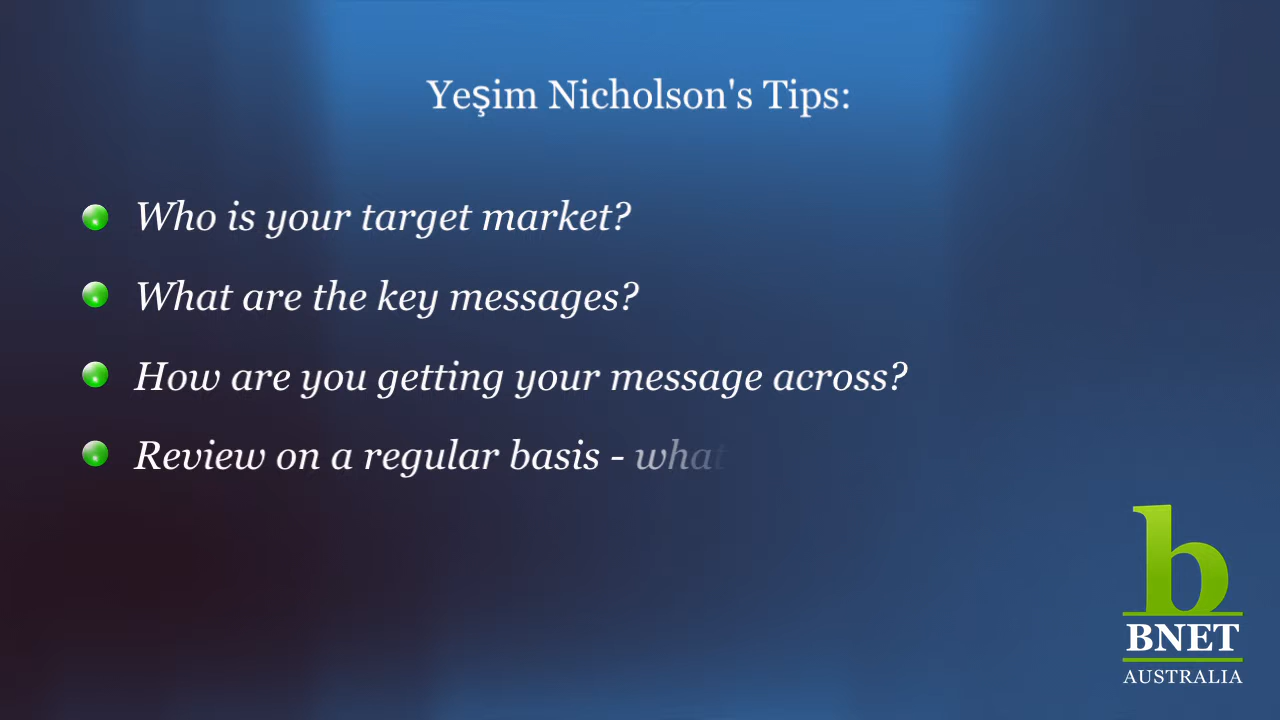 Yeşim Nicholson's Tips:
Who is your target market?
What are the key messages?
How are you getting your message across?
Review on a regular basis - what
b
BNET
AUSTRALIA